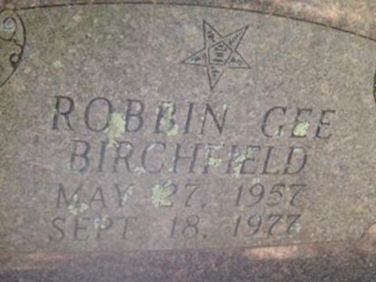 ROBBIN GEE
BIRCHFIELD
MAY 27, 1957
SEPT. 18, 1977